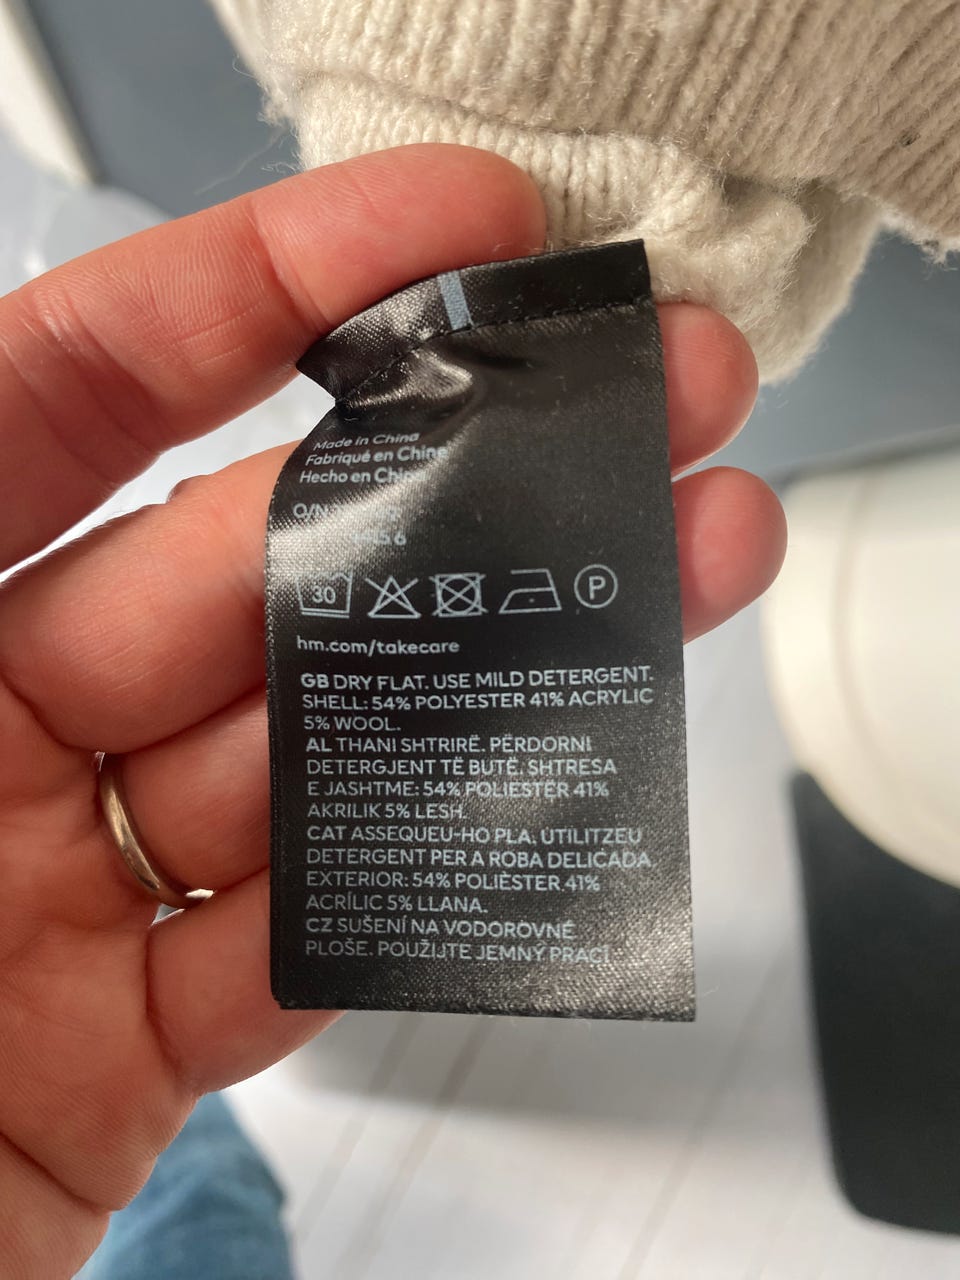 Made in China
Fabriqué en Chine
Hecho en China
O/N
56
30
P
hm.com/takecare
GB DRY FLAT. USE MILD DETERGENT.
SHELL: 54% POLYESTER 41% ACRYLIC
5% WOOL.
AL THANI SHTRIRË. PËRDORNI
DETERGJENT TË BUTË. SHTRESA
E JASHTME: 54% POLIESTER 41%
AKRILIK 5% LESH.
CAT ASSEQUEU-HO PLA. UTILITZEU
DETERGENT PER A ROBA DELICADA.
EXTERIOR: 54% POLIÈSTER 41%
ACRÍLIC 5% LLANA.
CZ SUŠENÍ NA VODOROVNÉ
PLOŠE. POUŽIJTE JEMNÝ PRACÍ